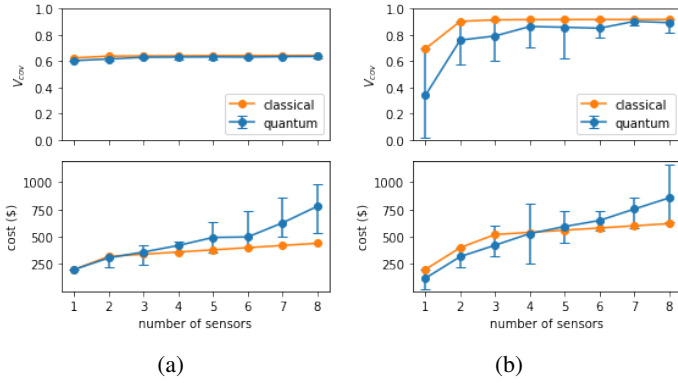 1.0
0.8
0.6
0.4
0.2
0.0
V_cov
classical
quantum
1000
750
500
250
cost ($)
1 2 3 4 5 6 7 8
number of sensors
(a)
1.0
0.8
0.6
0.4
0.2
0.0
V_cov
classical
quantum
1000
750
500
250
cost ($)
1 2 3 4 5 6 7 8
number of sensors
(b)